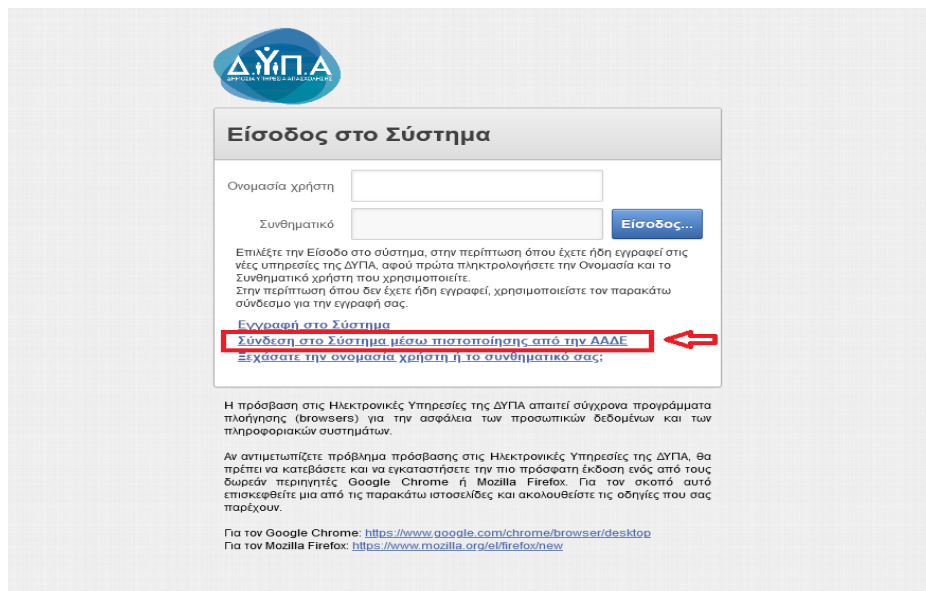 Δ.ΥΠ.Α
ΔΗΜΟΣΙΑ ΥΠΗΡΕΣΙΑ ΑΠΑΣΧΟΛΗΣΗΣ
Είσοδος στο Σύστημα
Ονομασία χρήστη
Συνθηματικό
Είσοδος...
Επιλέξτε την Είσοδο στο σύστημα, στην περίπτωση όπου έχετε ήδη εγγραφεί στις
νέες υπηρεσίες της ΔΥΠΑ, αφού πρώτα πληκτρολογήσετε την Ονομασία και το
Συνθηματικό χρήστη που χρησιμοποιείτε.
Στην περίπτωση όπου δεν έχετε ήδη εγγραφεί, χρησιμοποιείστε τον παρακάτω
σύνδεσμο για την εγγραφή σας.
Εγγραφή στο Σύστημα
Σύνδεση στο Σύστημα μέσω πιστοποίησης από την ΑΑΔΕ
Ξεχάσατε την ονομασία χρήστη ή το συνθηματικό σας;
Η πρόσβαση στις Ηλεκτρονικές Υπηρεσίες της ΔΥΠΑ απαιτεί σύγχρονα προγράμματα
πλοήγησης (browsers) για την ασφάλεια των προσωπικών δεδομένων και των
πληροφοριακών συστημάτων.
Αν αντιμετωπίζετε πρόβλημα πρόσβασης στις Ηλεκτρονικές Υπηρεσίες της ΔΥΠΑ, θα
πρέπει να κατεβάσετε και να εγκαταστήσετε την πιο πρόσφατη έκδοση ενός από τους
δωρεάν περιηγητές Google Chrome ή Mozilla Firefox. Για τον σκοπό αυτό
επισκεφθείτε μια από τις παρακάτω ιστοσελίδες και ακολουθείστε τις οδηγίες που σας
παρέχουν.
Για τον Google Chrome: https://www.google.com/chrome/browser/desktop
Για τον Mozilla Firefox: https://www.mozilla.org/el/firefox/new